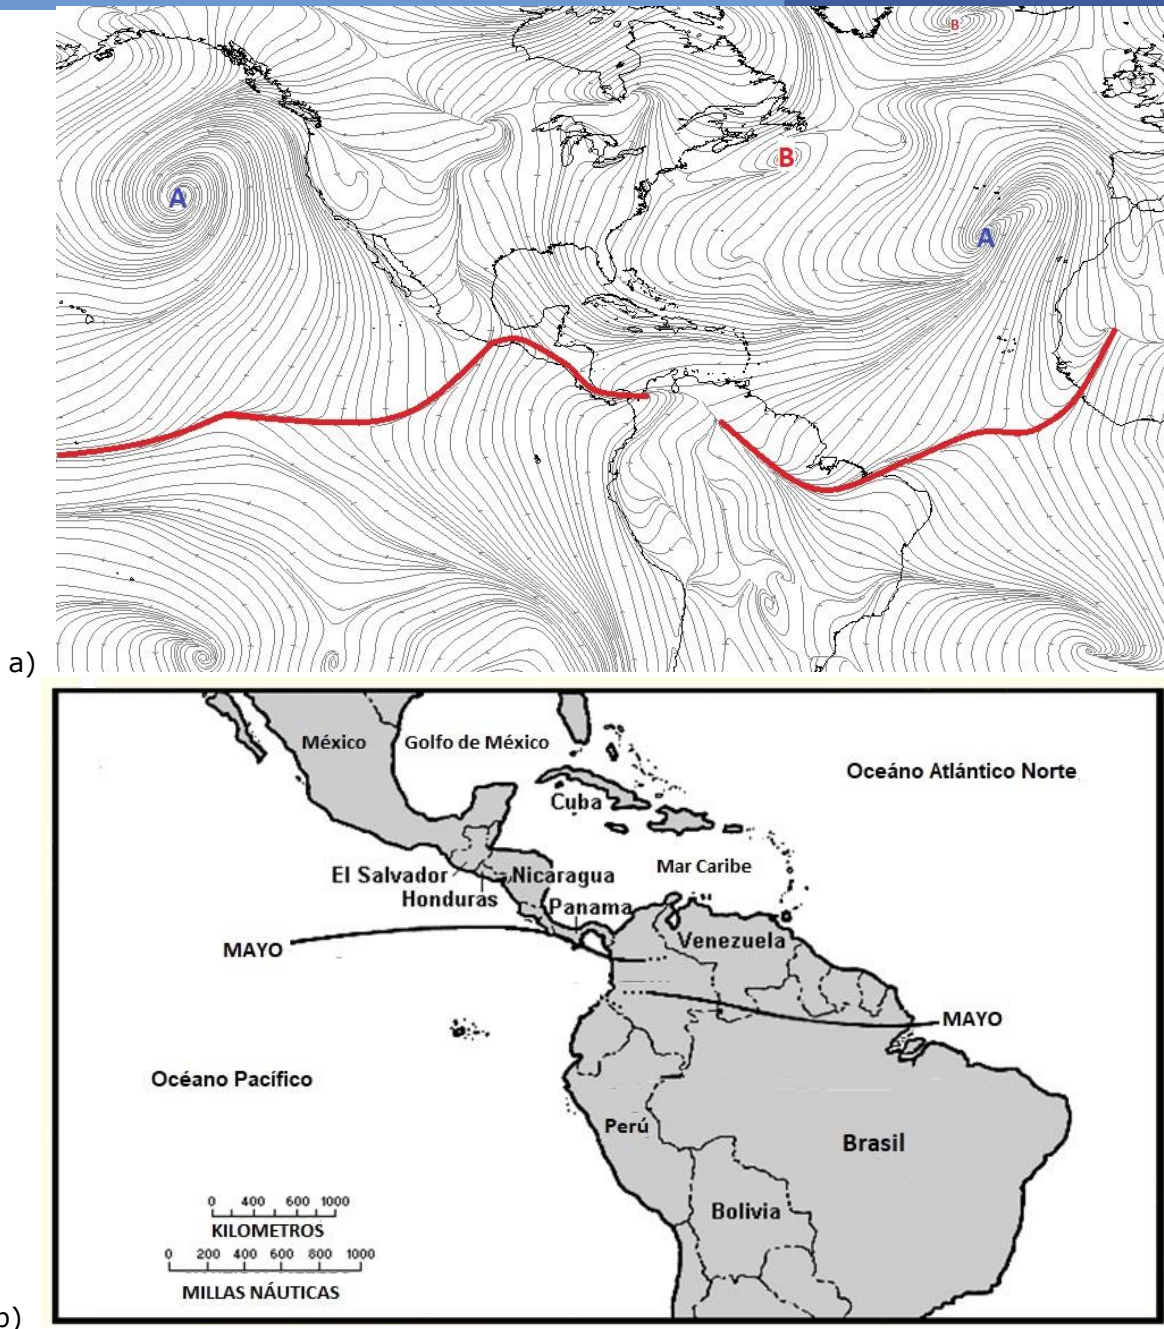 B
B
A
A
a)
México
Golfo de México
Oceáno Atlántico Norte
Cuba
Mar Caribe
El Salvador
Nicaragua
Honduras
Panama
Venezuela
MAYO
MAYO
Océano Pacífico
Perú
Brasil
Bolivia
0 400 600 1000
KILOMETROS
0 200 400 600 800 1000
MILLAS NÁUTICAS
b)